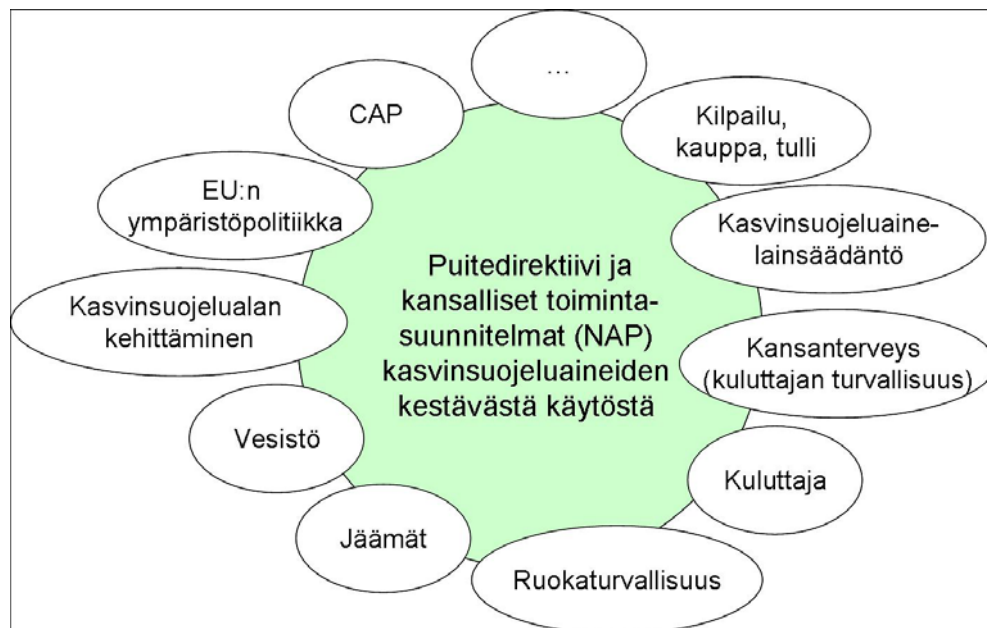 …
CAP
Kilpailu,
kauppa, tulli
EU:n
ympäristöpolitiikka
Kasvinsuojeluaine-
lainsäädäntö
Puitedirektiivi ja
kansalliset toiminta-
suunnitelmat (NAP)
kasvinsuojeluaineiden
kestävästä käytöstä
Kasvinsuojelualan
kehittäminen
Kansanterveys
(kuluttajan turvallisuus)
Vesistö
Kuluttaja
Jäämät
Ruokaturvallisuus